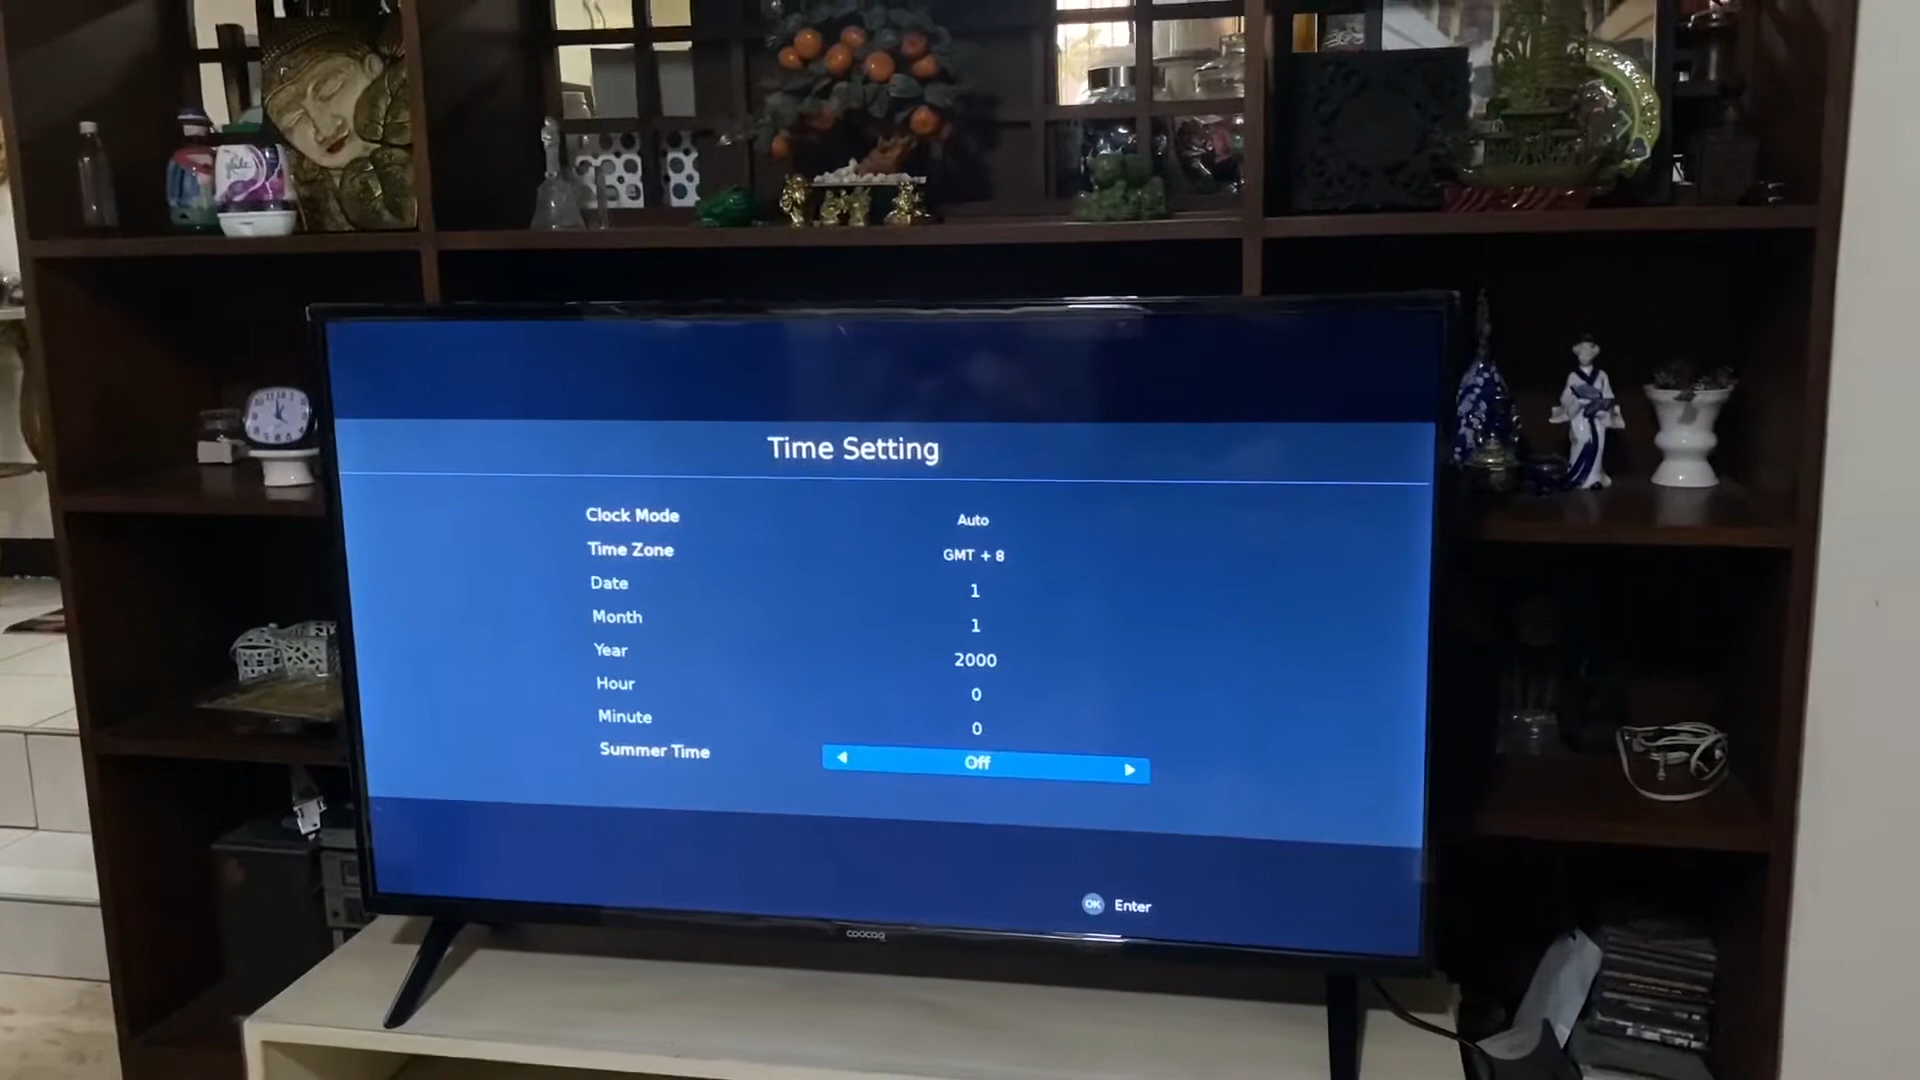 glade
Time Setting
Clock Mode Auto
Time Zone GMT + 8
Date 1
Month 1
Year 2000
Hour 0
Minute 0
Summer Time Off
OK Enter
coocaa